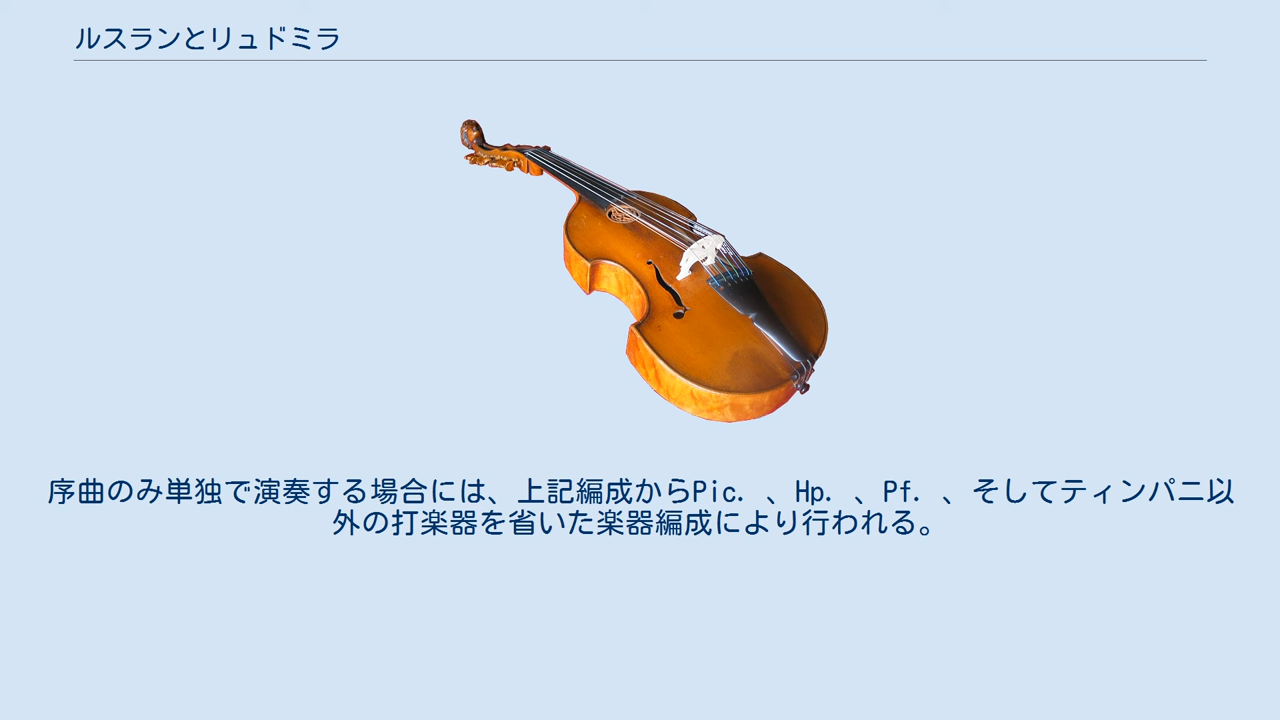 ルスランとリュドミラ
序曲のみ単独で演奏する場合には、上記編成からPic. 、Hp. 、Pf. 、そしてティンパニ以
外の打楽器を省いた楽器編成により行われる。